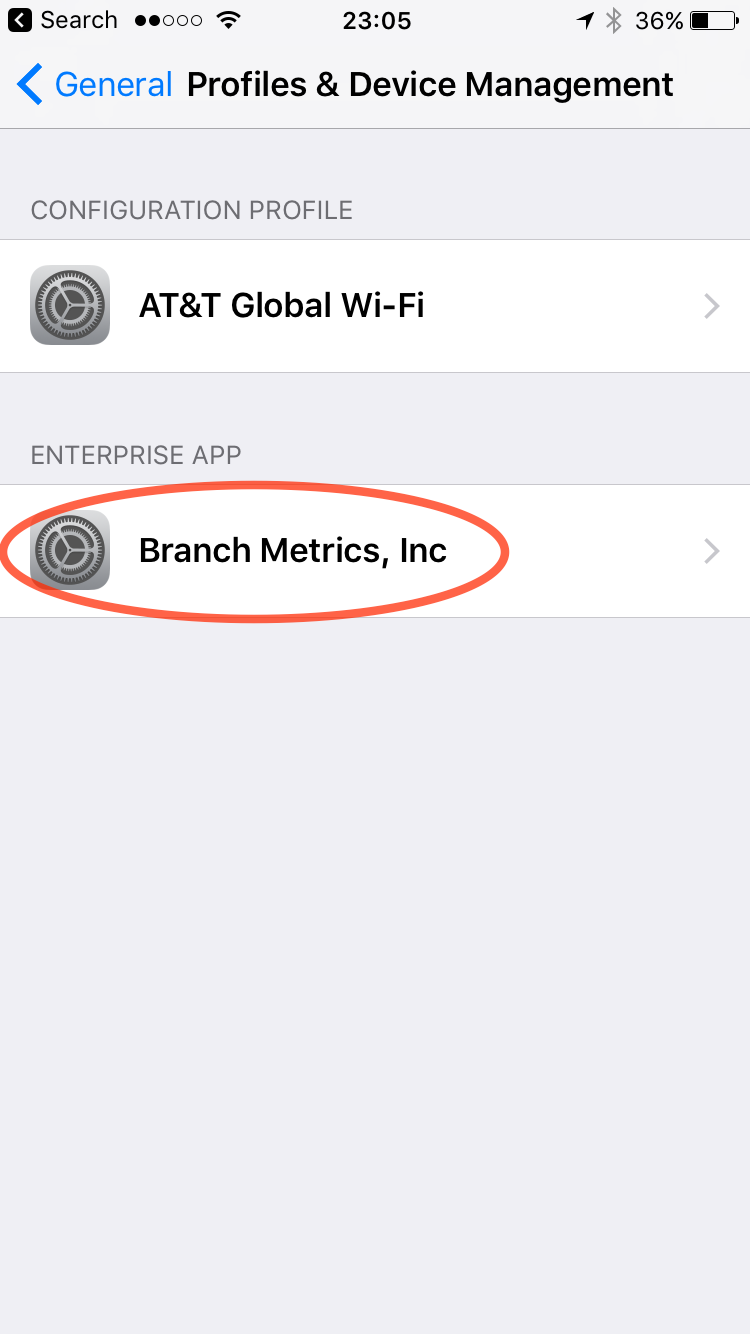 Search 23:05 36%
General Profiles & Device Management
CONFIGURATION PROFILE
AT&T Global Wi-Fi
ENTERPRISE APP
Branch Metrics, Inc